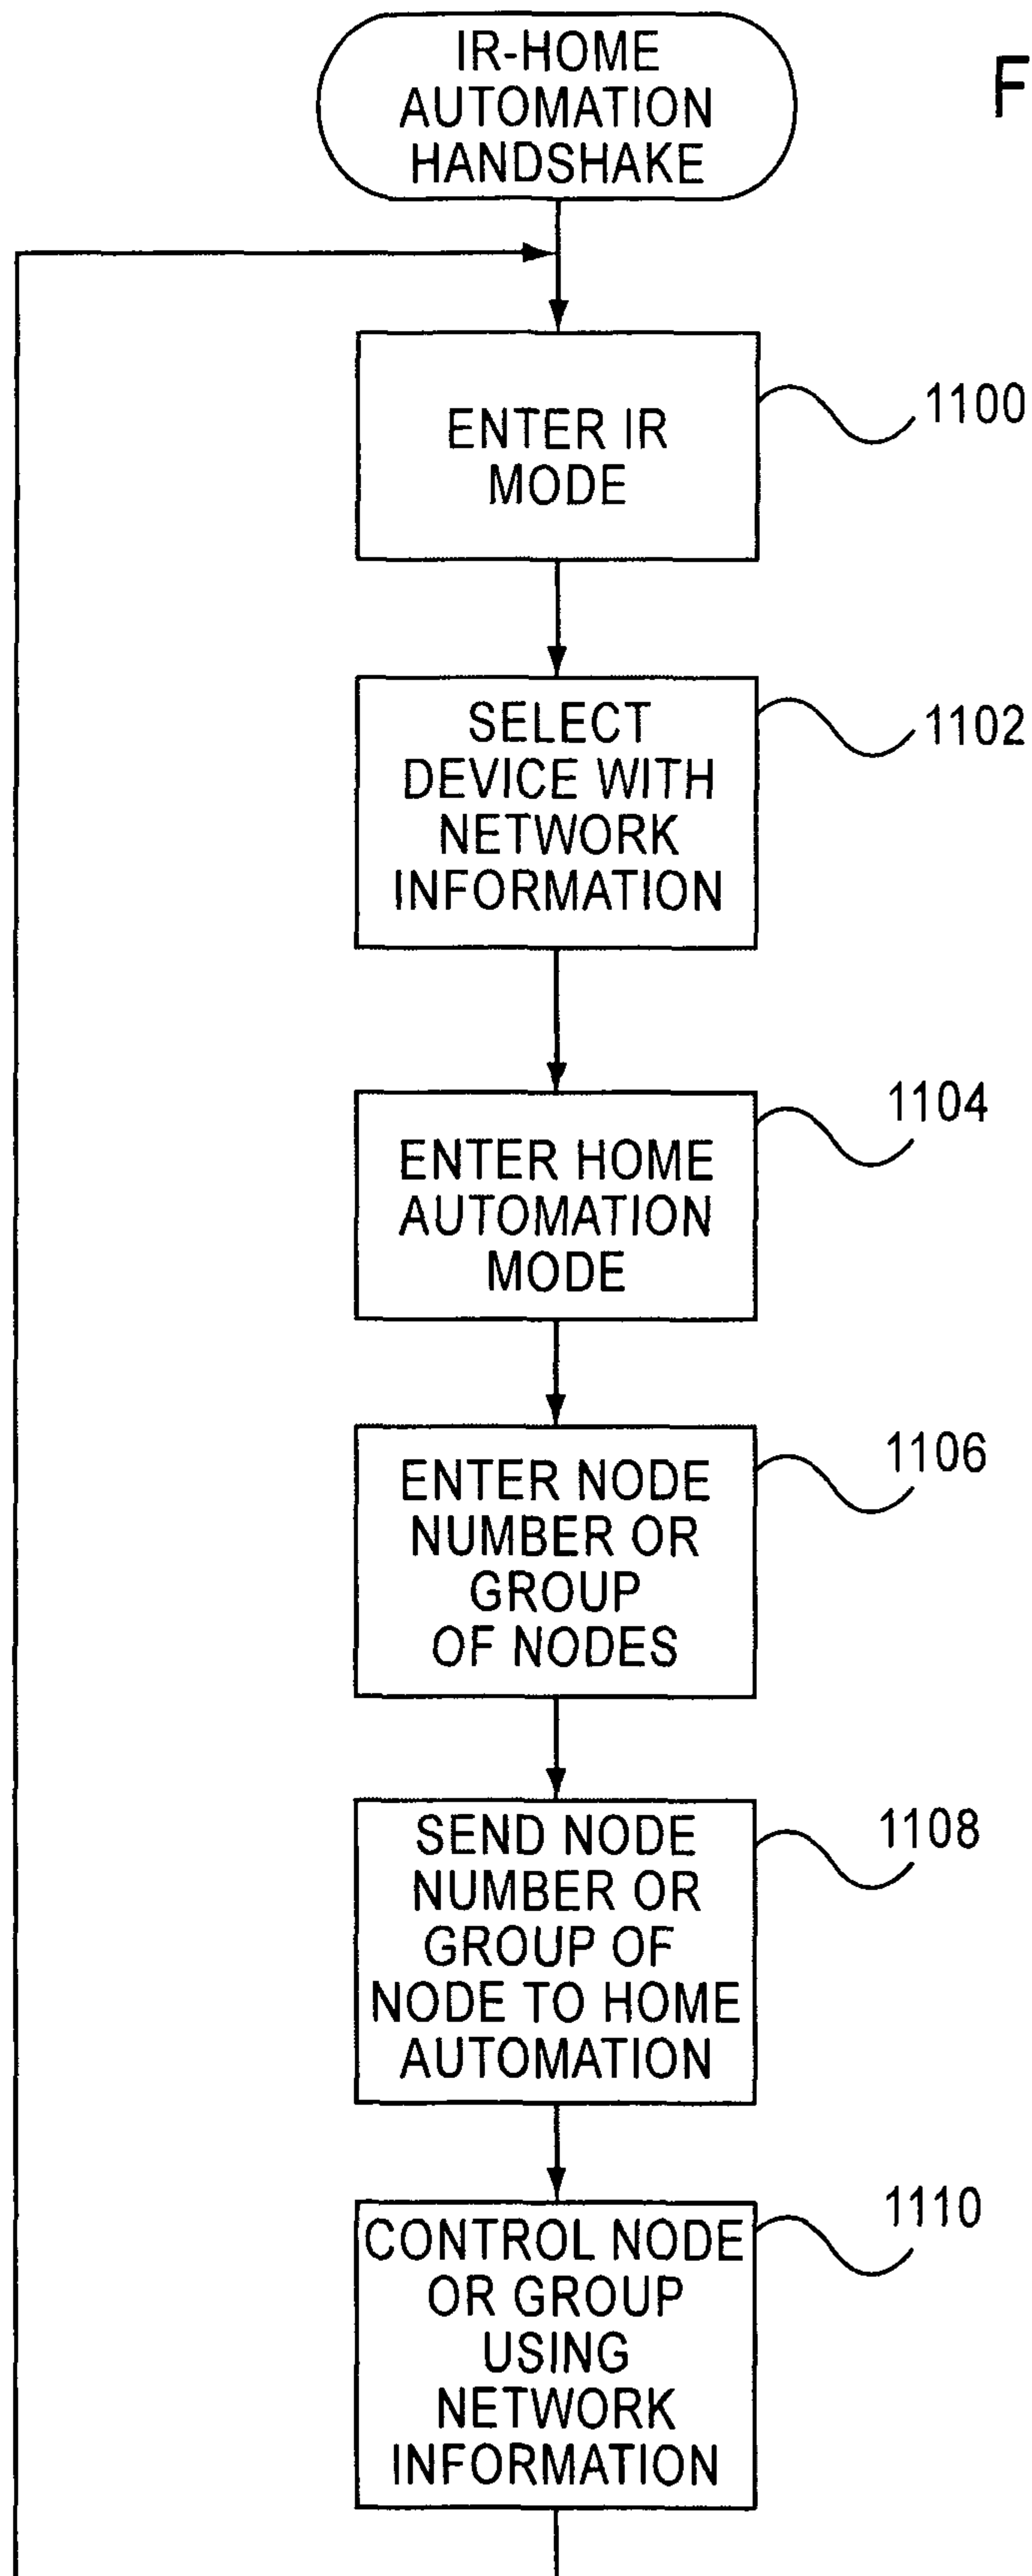 IR-HOME
AUTOMATION
HANDSHAKE
F
ENTER IR
MODE
1100
SELECT
DEVICE WITH
NETWORK
INFORMATION
1102
ENTER HOME
AUTOMATION
MODE
1104
ENTER NODE
NUMBER OR
GROUP
OF NODES
1106
SEND NODE
NUMBER OR
GROUP OF
NODE TO HOME
AUTOMATION
1108
CONTROL NODE
OR GROUP
USING
NETWORK
INFORMATION
1110